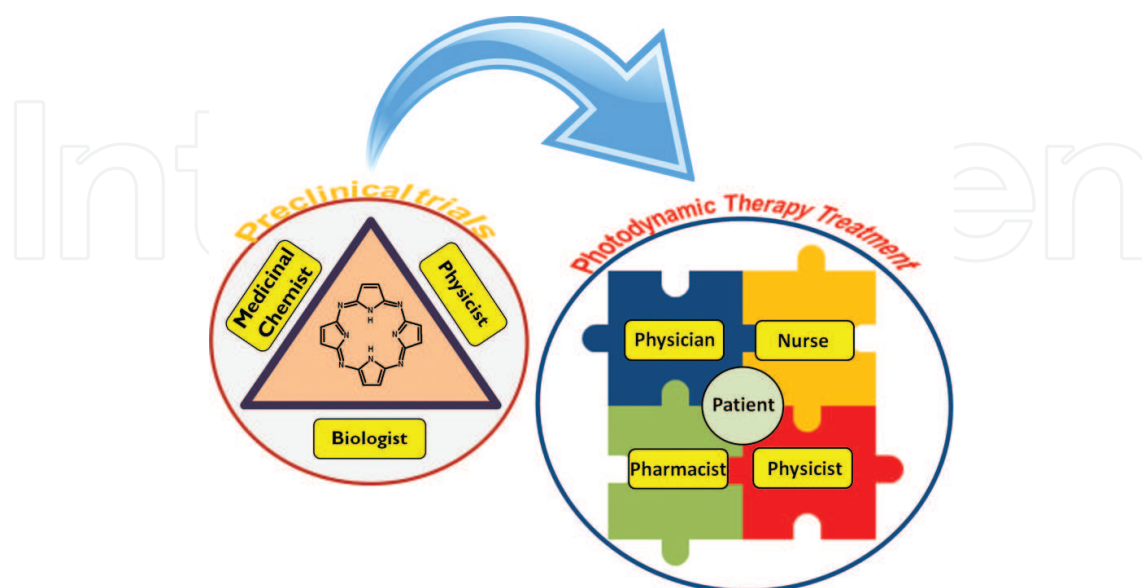 Preclinical trials
Medicinal
Chemist
Physicist
N N N
H
N N
H
N N N
Biologist
Photodynamic Therapy Treatment
Physician
Nurse
Patient
Pharmacist
Physicist